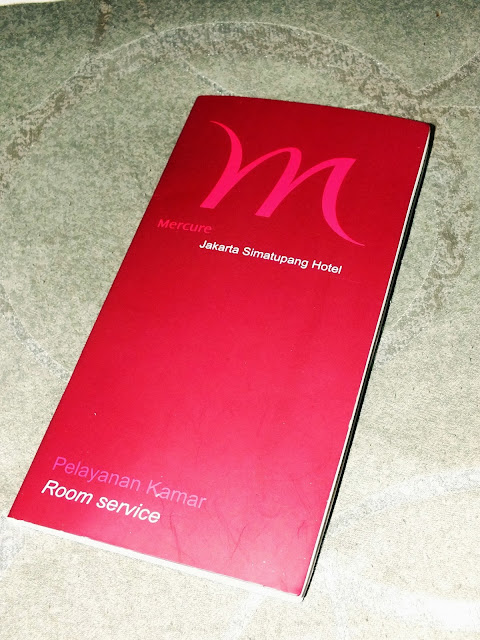 m
Mercure
Jakarta Simatupang Hotel
Pelayanan Kamar
Room service